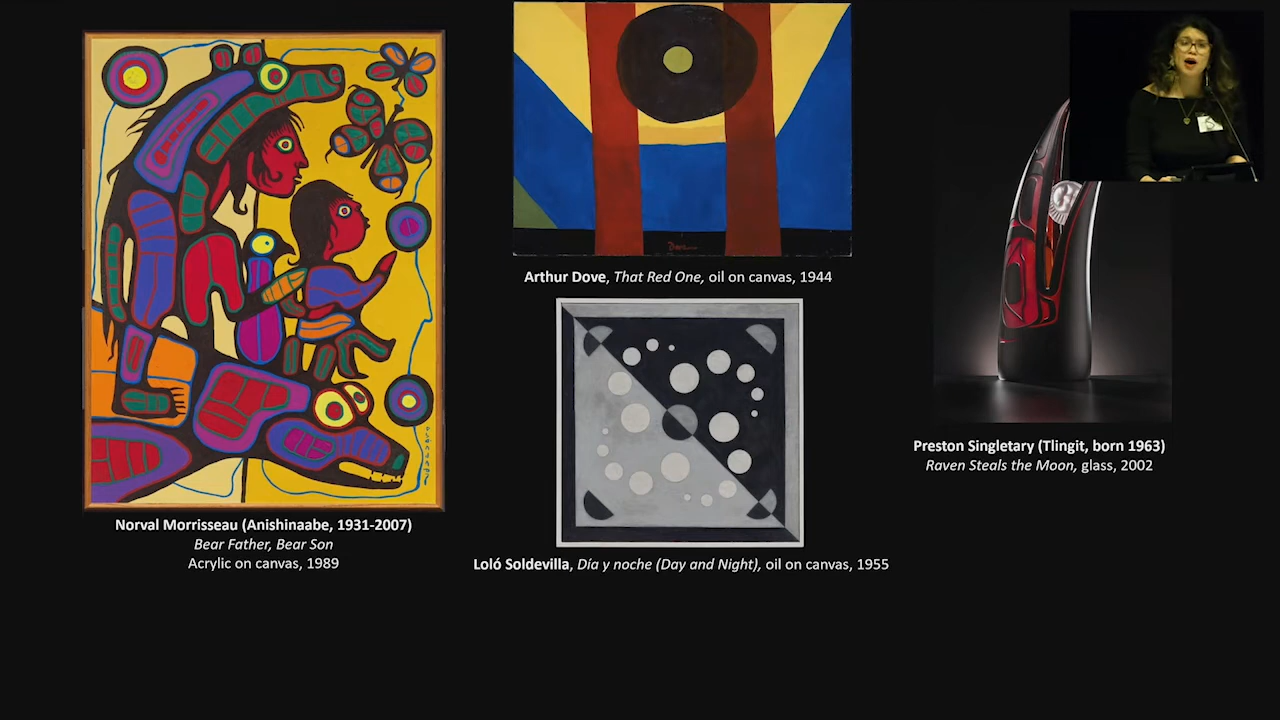 Arthur Dove, That Red One, oil on canvas, 1944
Preston Singletary (Tlingit, born 1963)
Raven Steals the Moon, glass, 2002
Norval Morrisseau (Anishinaabe, 1931-2007)
Bear Father, Bear Son
Acrylic on canvas, 1989
Loló Soldevilla, Día y noche (Day and Night), oil on canvas, 1955